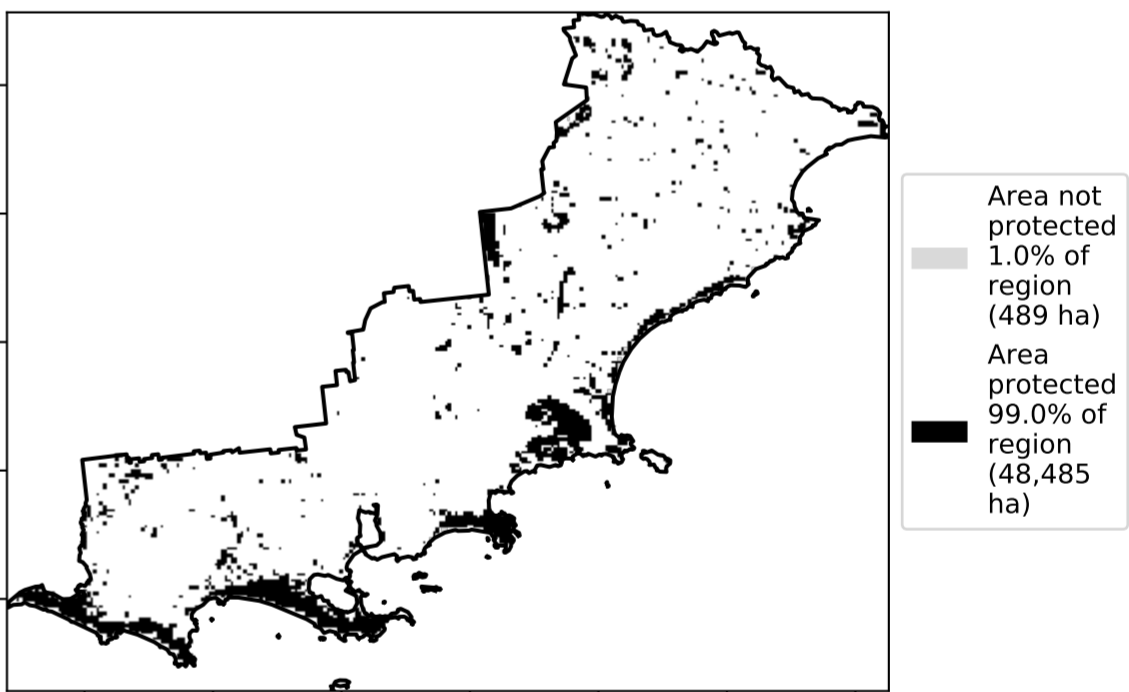 Area not
protected
1.0% of
region
(489 ha)
Area
protected
99.0% of
region
(48,485
ha)